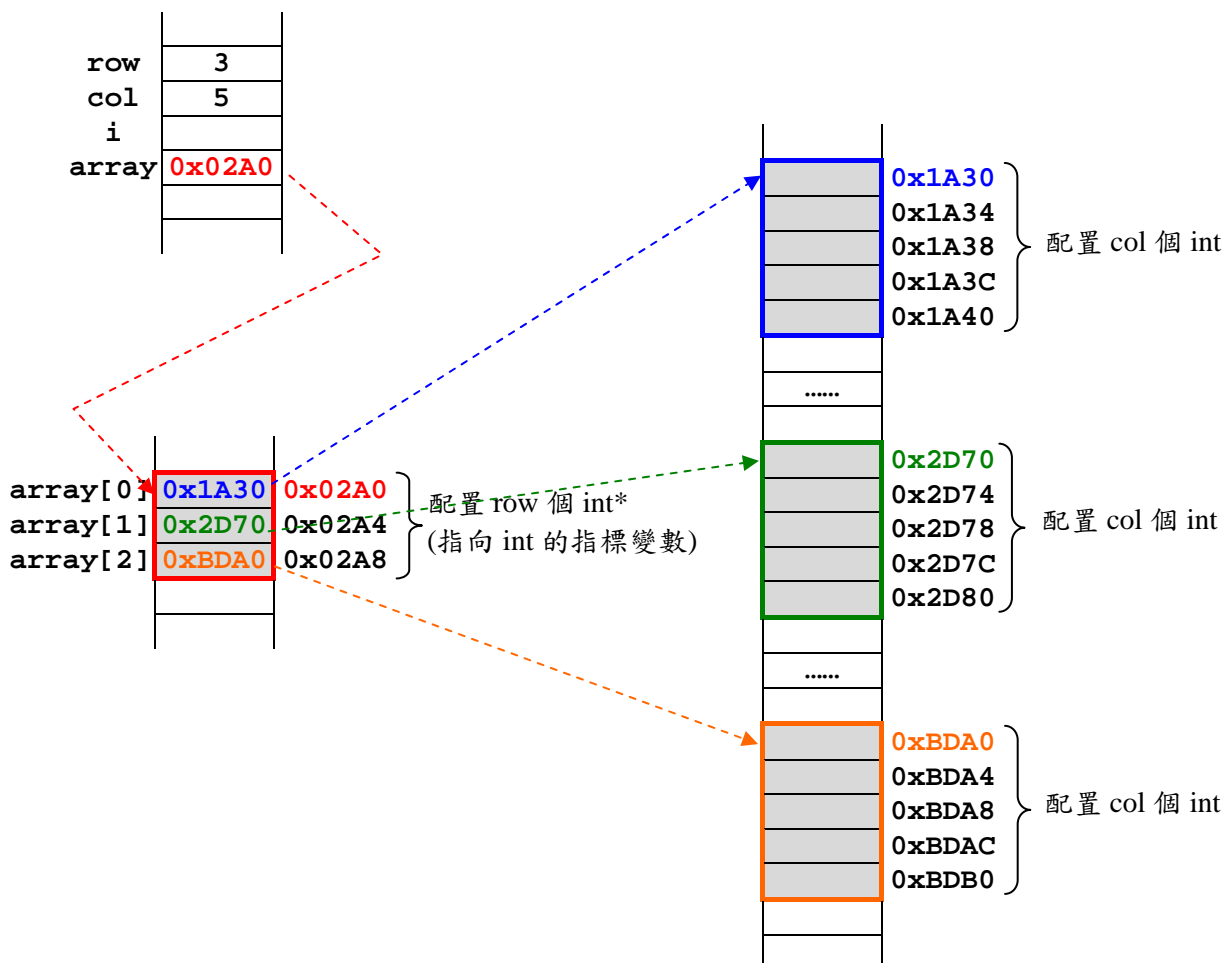 row 3
col 5
i
array 0x02A0
0x1A30
0x1A34
0x1A38
0x1A3C
0x1A40
配置 col 個 int
……
array[0] 0x1A30 0x02A0
array[1] 0x2D70 0x02A4
array[2] 0xBDA0 0x02A8
配置 row 個 int*
(指向 int 的指標變數)
0x2D70
0x2D74
0x2D78
0x2D7C
0x2D80
配置 col 個 int
……
0xBDA0
0xBDA4
0xBDA8
0xBDAC
0xBDB0
配置 col 個 int